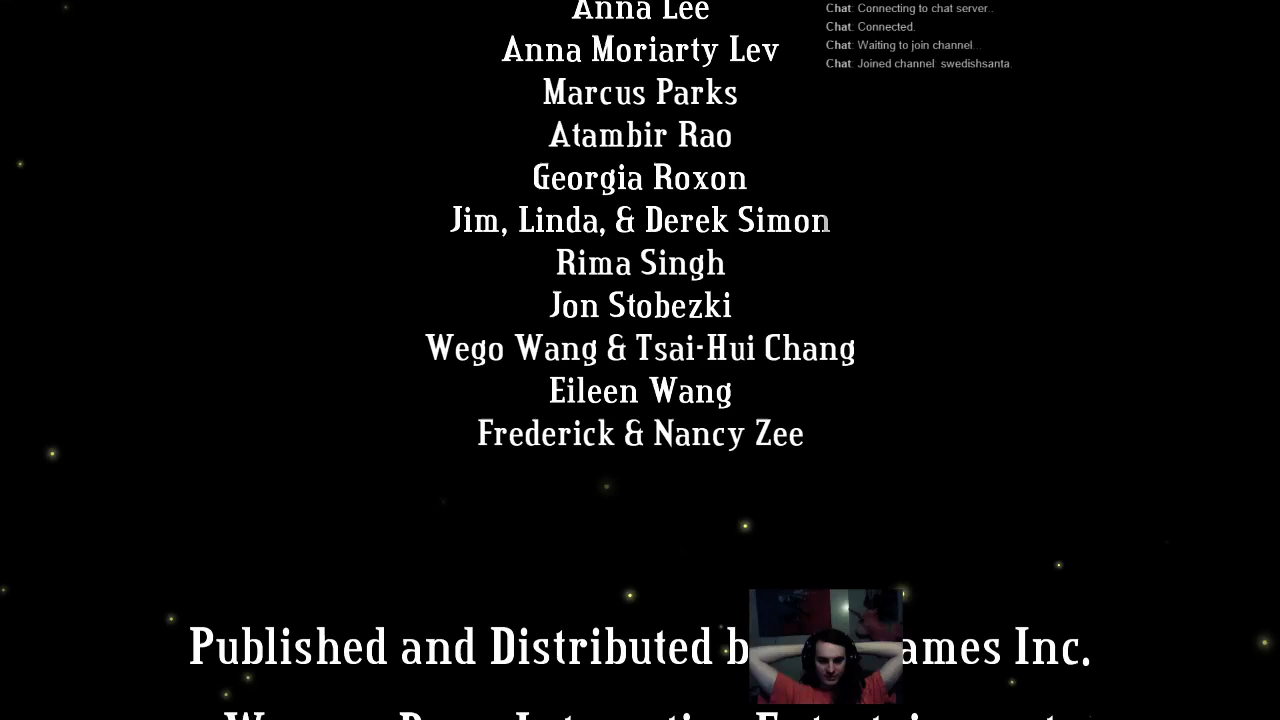 Anna Lee
Anna Moriarty Lev
Marcus Parks
Atambir Rao
Georgia Roxon
Jim, Linda, & Derek Simon
Rima Singh
Jon Stobezki
Wego Wang & Tsai-Hui Chang
Eileen Wang
Frederick & Nancy Zee
Published and Distributed b ames Inc.
Chat: Connecting to chat server..
Chat: Connected.
Chat: Waiting to join channel...
Chat: Joined channel: swedishsanta.